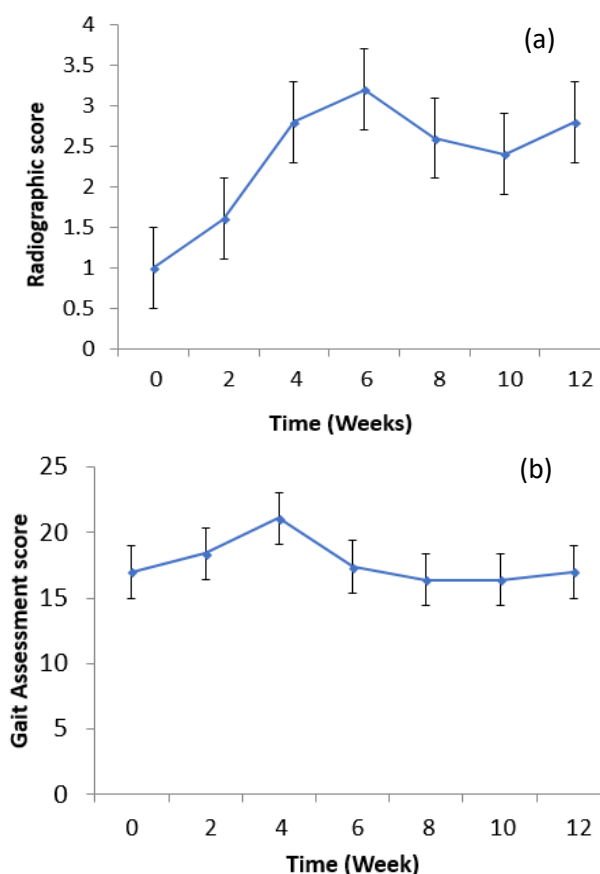 (a)
4
3.5
3
2.5
2
1.5
1
0.5
0
Radiographic score
0 2 4 6 8 10 12
Time (Weeks)
(b)
25
20
15
10
5
0
Gait Assessment score
0 2 4 6 8 10 12
Time (Week)